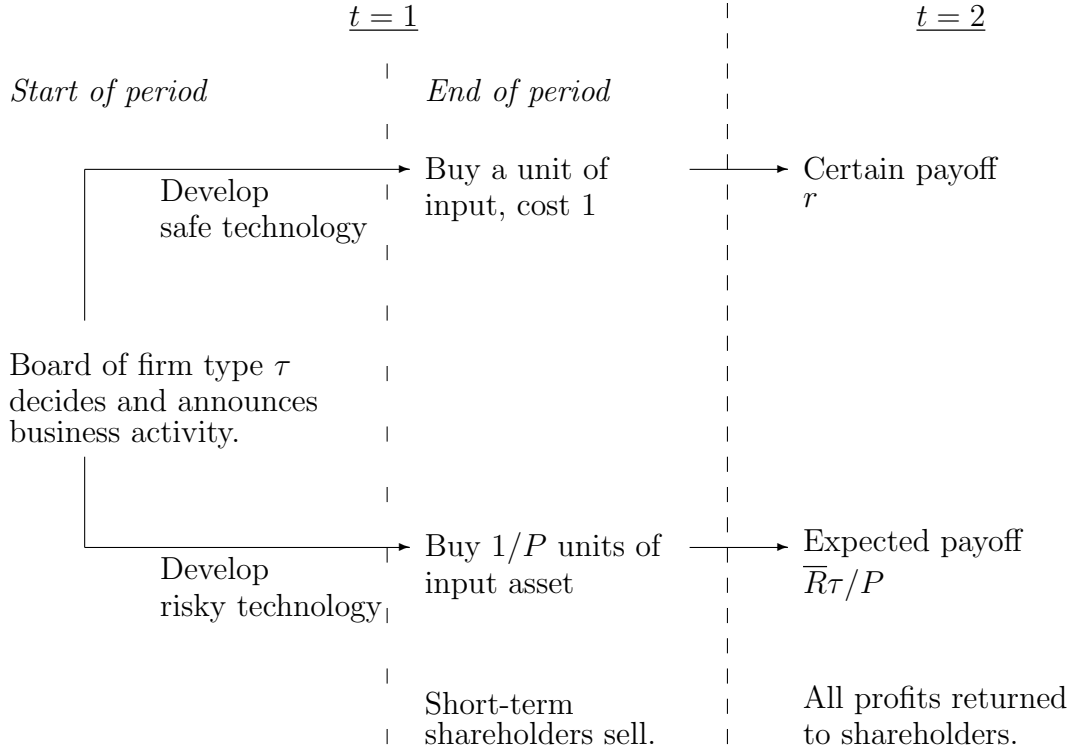 t = 1
t = 2
Start of period
End of period
Develop
safe technology
Buy a unit of
input, cost 1
Certain payoff
r
Board of firm type τ
decides and announces
business activity.
Develop
risky technology
Buy 1/P units of
input asset
Expected payoff
R̅τ/P
Short-term
shareholders sell.
All profits returned
to shareholders.